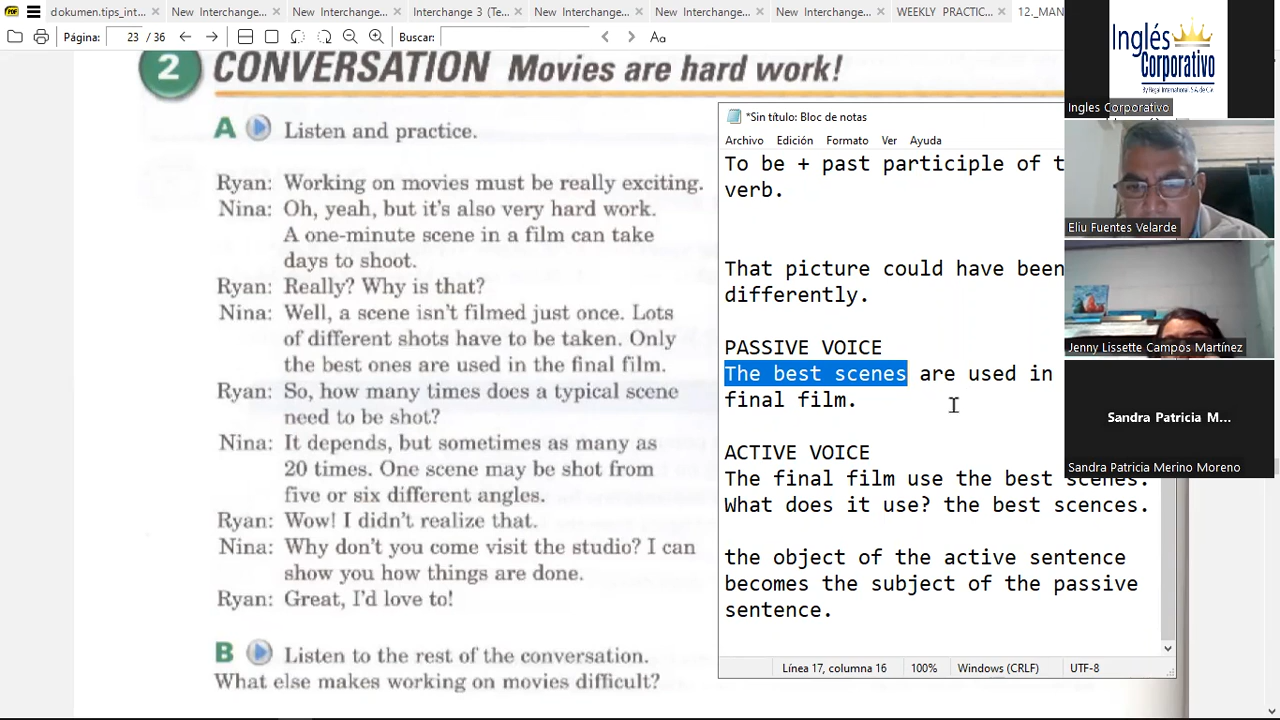 dokumen.tips_int...
New Interchange...
New Interchange...
Interchange 3 (Te...
New Interchange...
New Interchange...
New Interchange...
WEEKLY PRACTIC...
12._MAN
Página:
23 / 36
Buscar:
Aa
2 CONVERSATION Movies are hard work!
A Listen and practice.
Ryan: Working on movies must be really exciting.
Nina: Oh, yeah, but it's also very hard work.
A one-minute scene in a film can take
days to shoot.
Ryan: Really? Why is that?
Nina: Well, a scene isn't filmed just once. Lots
of different shots have to be taken. Only
the best ones are used in the final film.
Ryan: So, how many times does a typical scene
need to be shot?
Nina: It depends, but sometimes as many as
20 times. One scene may be shot from
five or six different angles.
Ryan: Wow! I didn't realize that.
Nina: Why don't you come visit the studio? I can
show you how things are done.
Ryan: Great, I'd love to!
B Listen to the rest of the conversation.
What else makes working on movies difficult?
*Sin título: Bloc de notas
Archivo Edición Formato Ver Ayuda
To be + past participle of t
verb.
That picture could have been
differently.
PASSIVE VOICE
The best scenes are used in
final film.
ACTIVE VOICE
The final film use the best scenes.
What does it use? the best scences.
the object of the active sentence
becomes the subject of the passive
sentence.
Línea 17, columna 16
100%
Windows (CRLF)
UTF-8
Inglés
Corporativo
By Regal International, S.A. de C.V.
Ingles Corporativo
Eliu Fuentes Velarde
Jenny Lissette Campos Martínez
Sandra Patricia M...
Sandra Patricia Merino Moreno